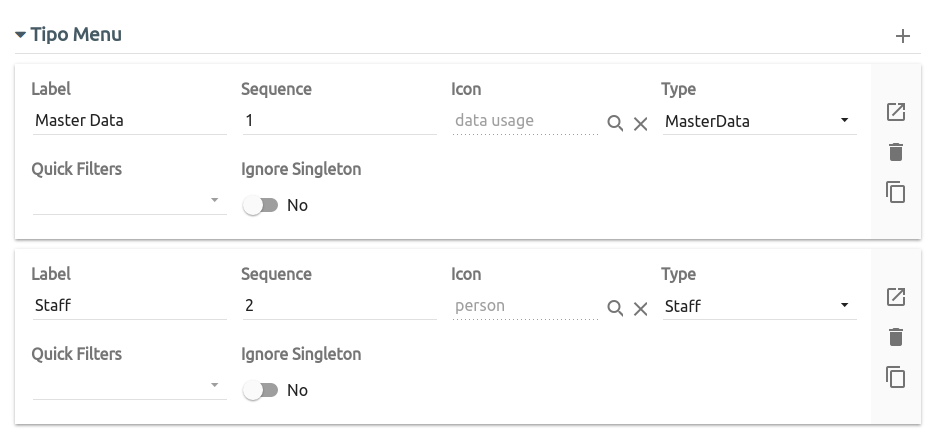 Tipo Menu
Label Sequence Icon Type
Master Data 1 data usage MasterData
Quick Filters Ignore Singleton
No
Label Sequence Icon Type
Staff 2 person Staff
Quick Filters Ignore Singleton
No